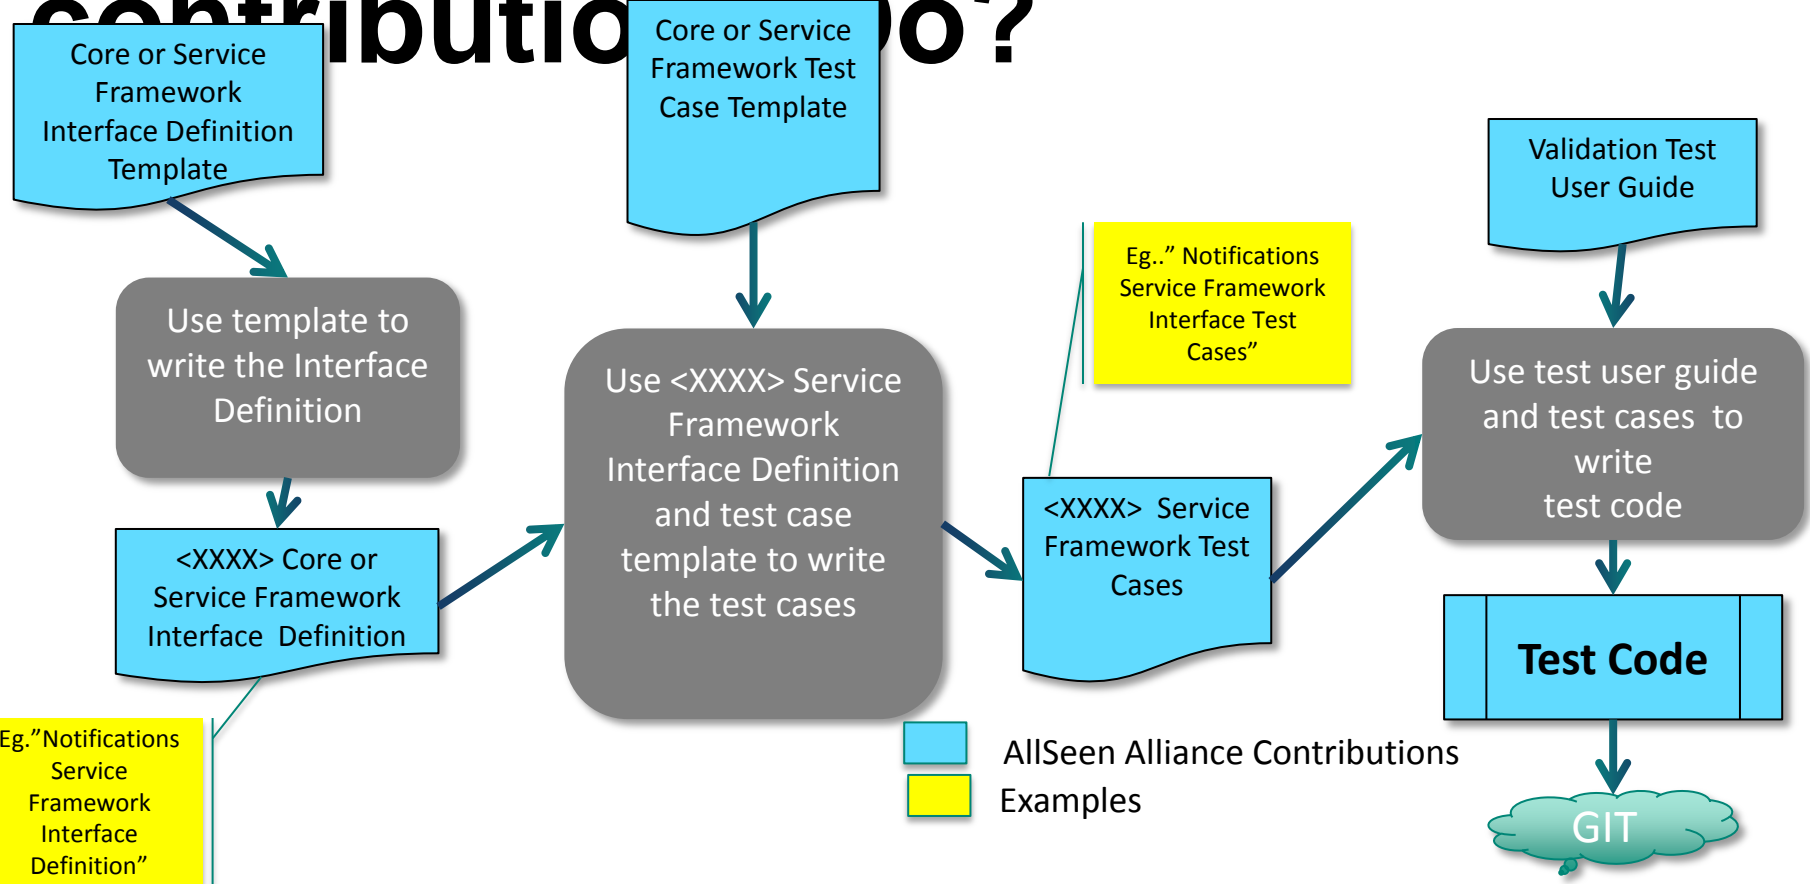 contributio
o?
Core or Service
Framework
Interface Definition
Template
Core or Service
Framework Test
Case Template
Validation Test
User Guide
Eg..” Notifications
Service Framework
Interface Test
Cases”
Use template to
write the Interface
Definition
Use <XXXX> Service
Framework
Interface Definition
and test case
template to write
the test cases
Use test user guide
and test cases  to
write
test code
<XXXX> Core or
Service Framework
Interface  Definition
<XXXX>  Service
Framework Test
Cases
Test Code
Eg.”Notifications
Service
Framework
Interface
Definition”
AllSeen Alliance Contributions
Examples
GIT